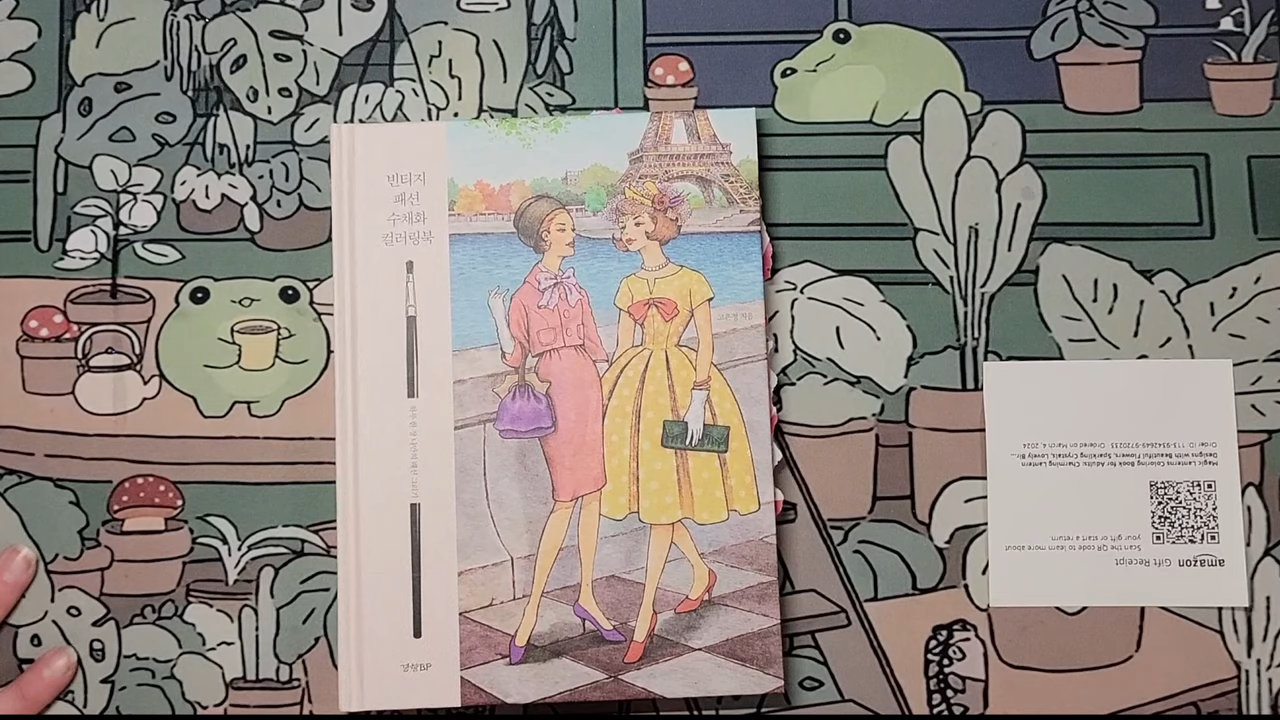 빈티지
패션
수채화
컬러링북
고은정 지음
경향BP
amazon Gift Receipt
Scan the QR code to learn more about
your gift or start a return
Magic Lanterns Coloring Book for Adults: Charming Lantern
Designs with Beautiful Flowers, Sparkling Crystals, Lovely Bir...
Order ID: 113-9342649-9720233 Ordered on March 4, 2024